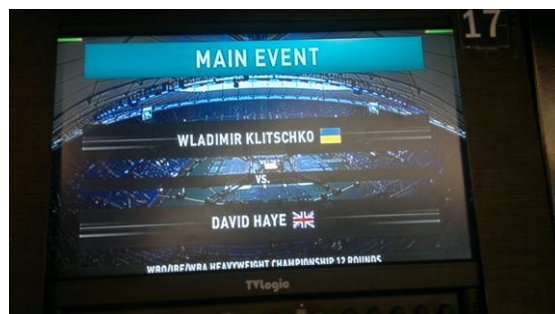 17
MAIN EVENT
WLADIMIR KLITSCHKO
VS.
DAVID HAYE
WBO/IBF/WBA HEAVYWEIGHT CHAMPIONSHIP 12 ROUNDS
TVLogic